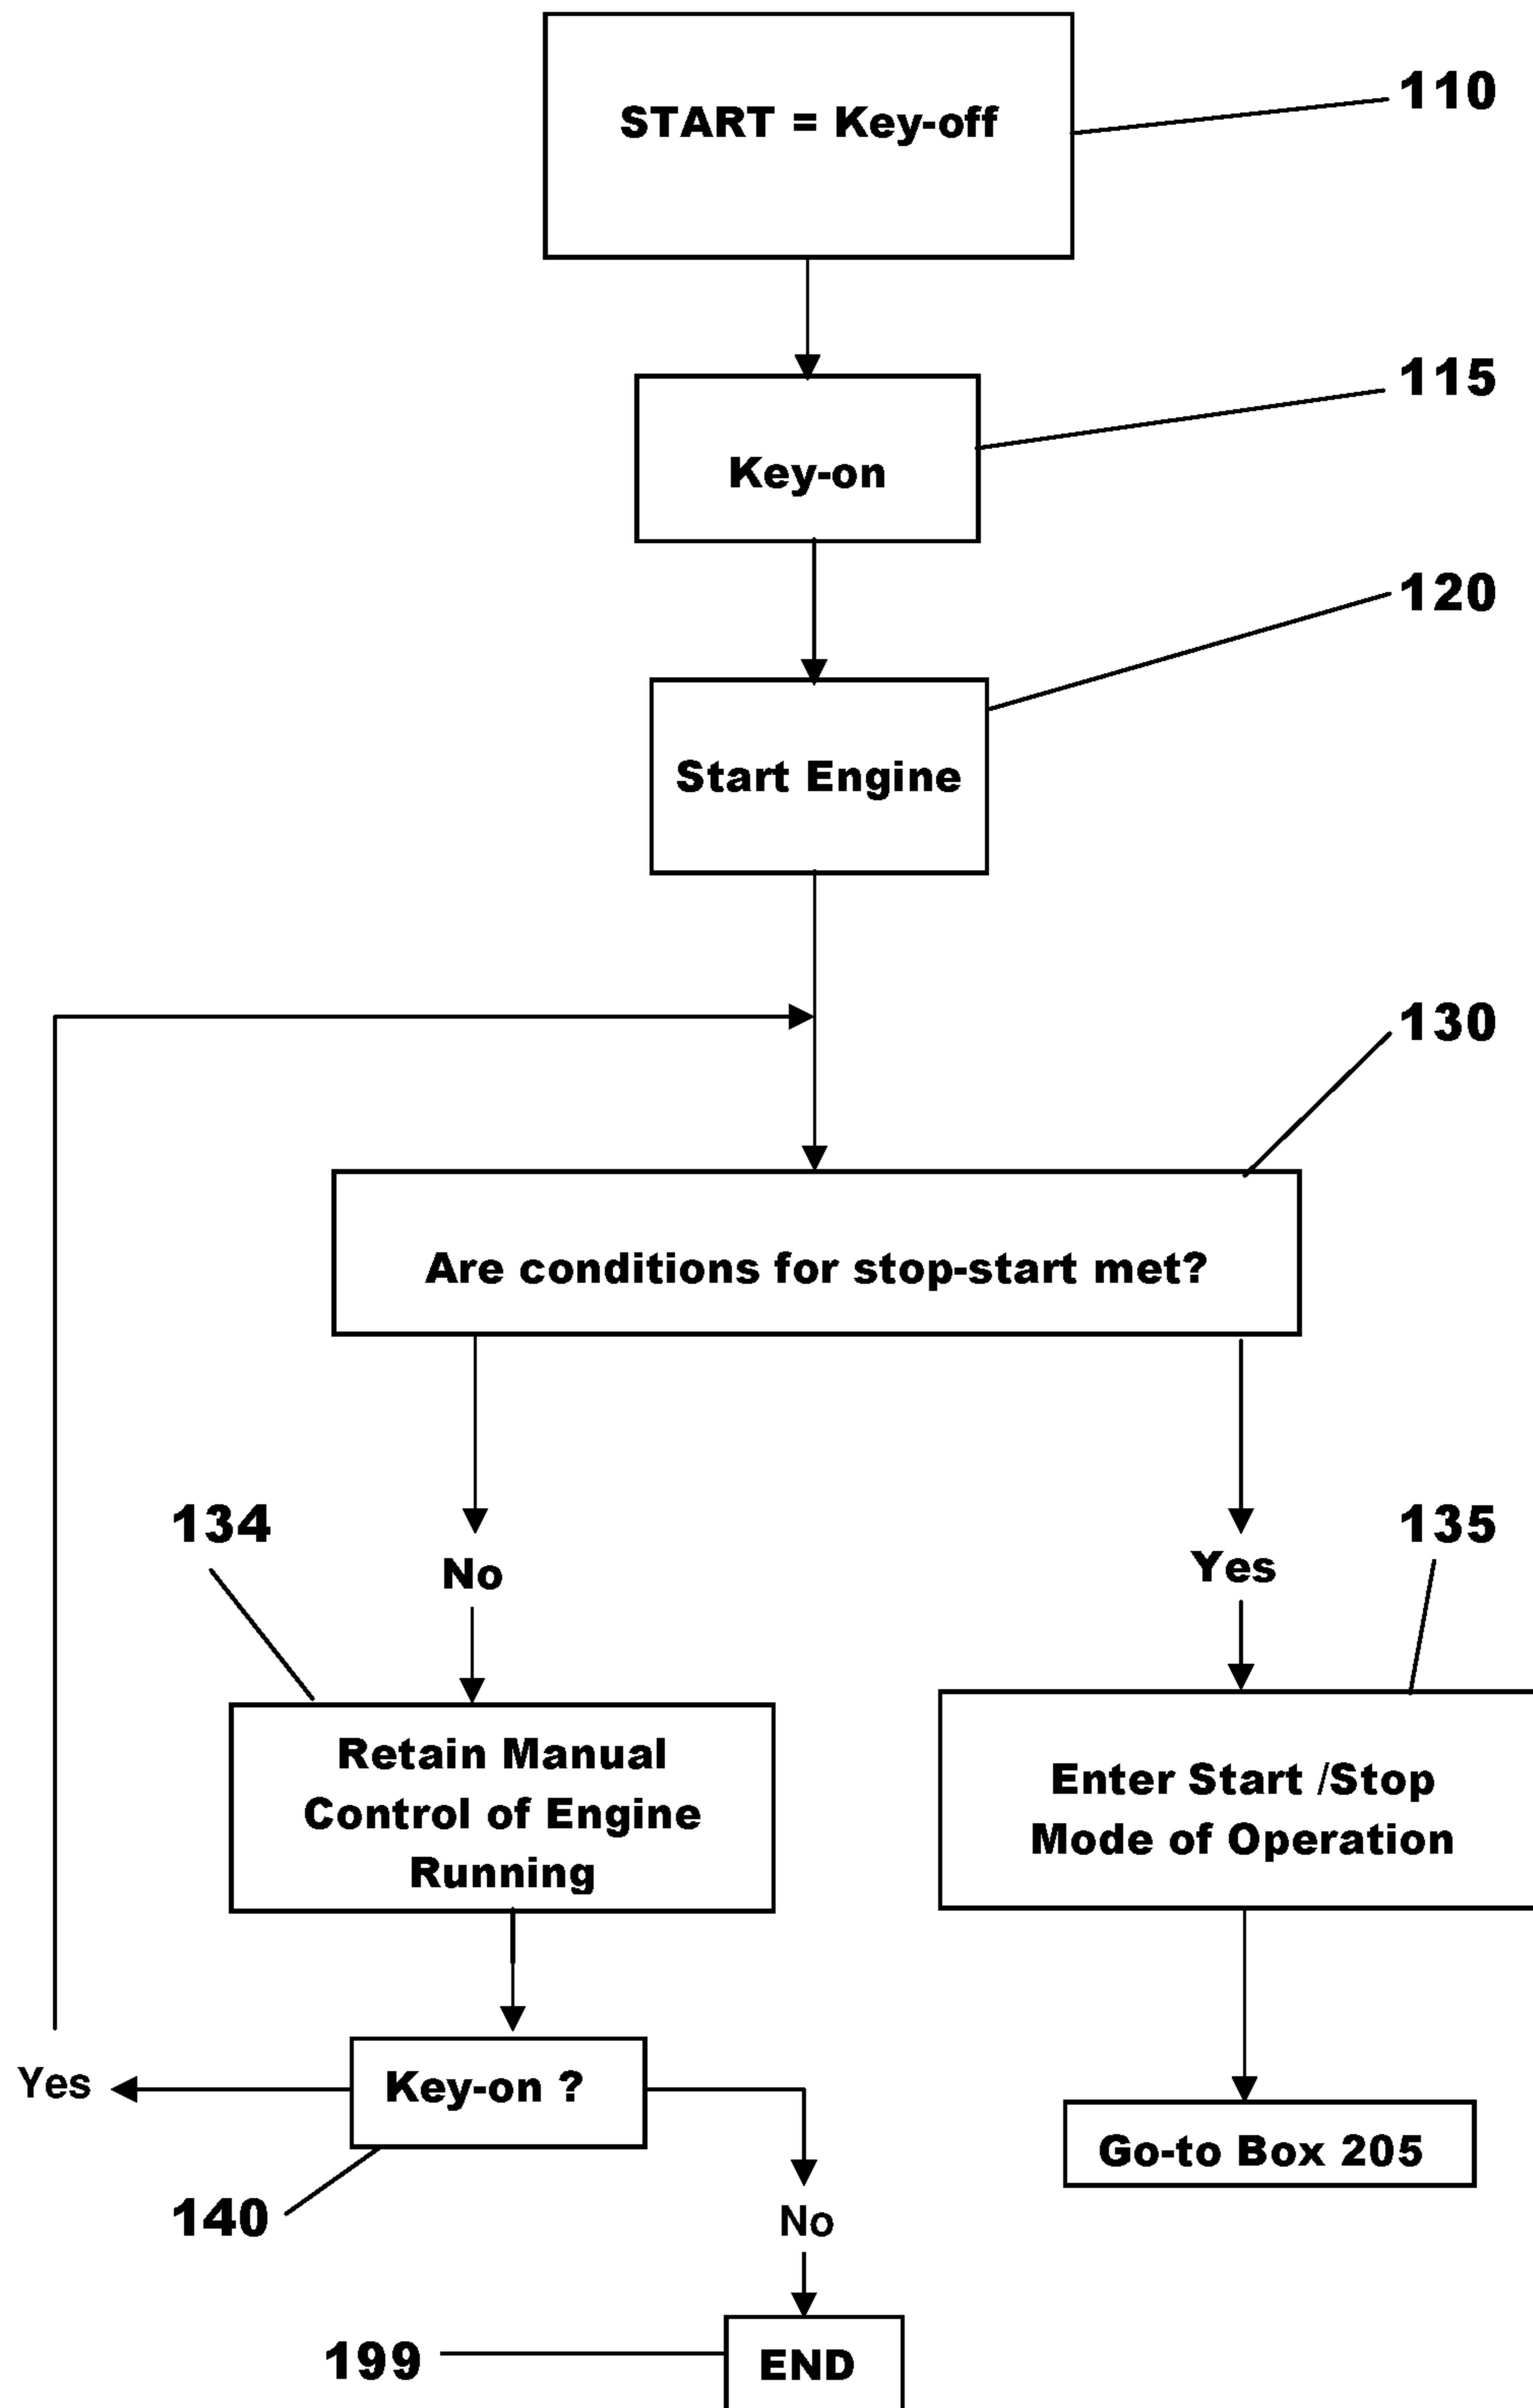 START = Key-off
110
115
Key-on
120
Start Engine
130
Are conditions for stop-start met?
134
135
No
Yes
Retain Manual
Control of Engine
Running
Enter Start /Stop
Mode of Operation
Yes
Key-on ?
Go-to Box 205
140
No
199
END